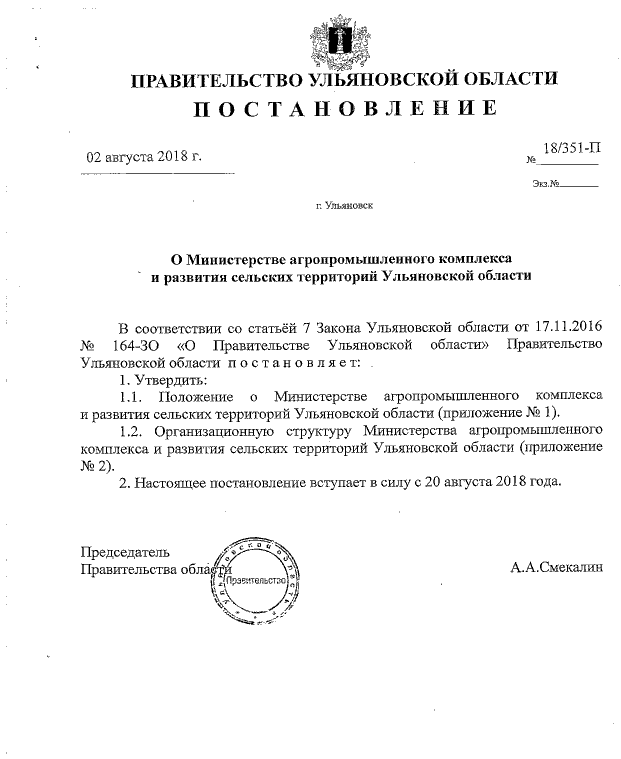 ПРАВИТЕЛЬСТВО УЛЬЯНОВСКОЙ ОБЛАСТИ
П О С Т А Н О В Л Е Н И Е
02 августа 2018 г.
№ 18/351-П
Экз.№
г. Ульяновск
О Министерстве агропромышленного комплекса
и развития сельских территорий Ульяновской области
В соответствии со статьёй 7 Закона Ульяновской области от 17.11.2016
№ 164-ЗО «О Правительстве Ульяновской области» Правительство
Ульяновской области п о с т а н о в л я е т:
1. Утвердить:
1.1. Положение о Министерстве агропромышленного комплекса
и развития сельских территорий Ульяновской области (приложение № 1).
1.2. Организационную структуру Министерства агропромышленного
комплекса и развития сельских территорий Ульяновской области (приложение
№ 2).
2. Настоящее постановление вступает в силу с 20 августа 2018 года.
Председатель
Правительства области
А.А.Смекалин
Ульяновской область
Правительство